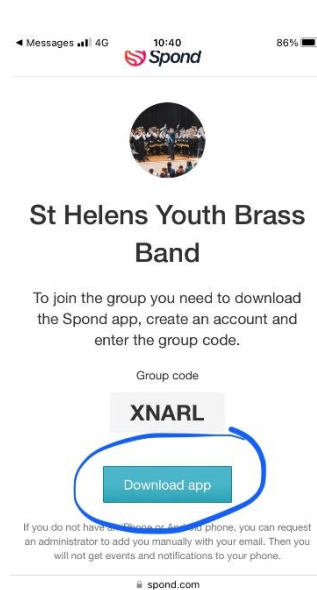 ◀ Messages 4G 10:40 86%
Spond
St Helens Youth Brass
Band
To join the group you need to download
the Spond app, create an account and
enter the group code.
Group code
XNARL
Download app
If you do not have an iPhone or Android phone, you can request
an administrator to add you manually with your email. Then you
will not get events and notifications to your phone.
spond.com